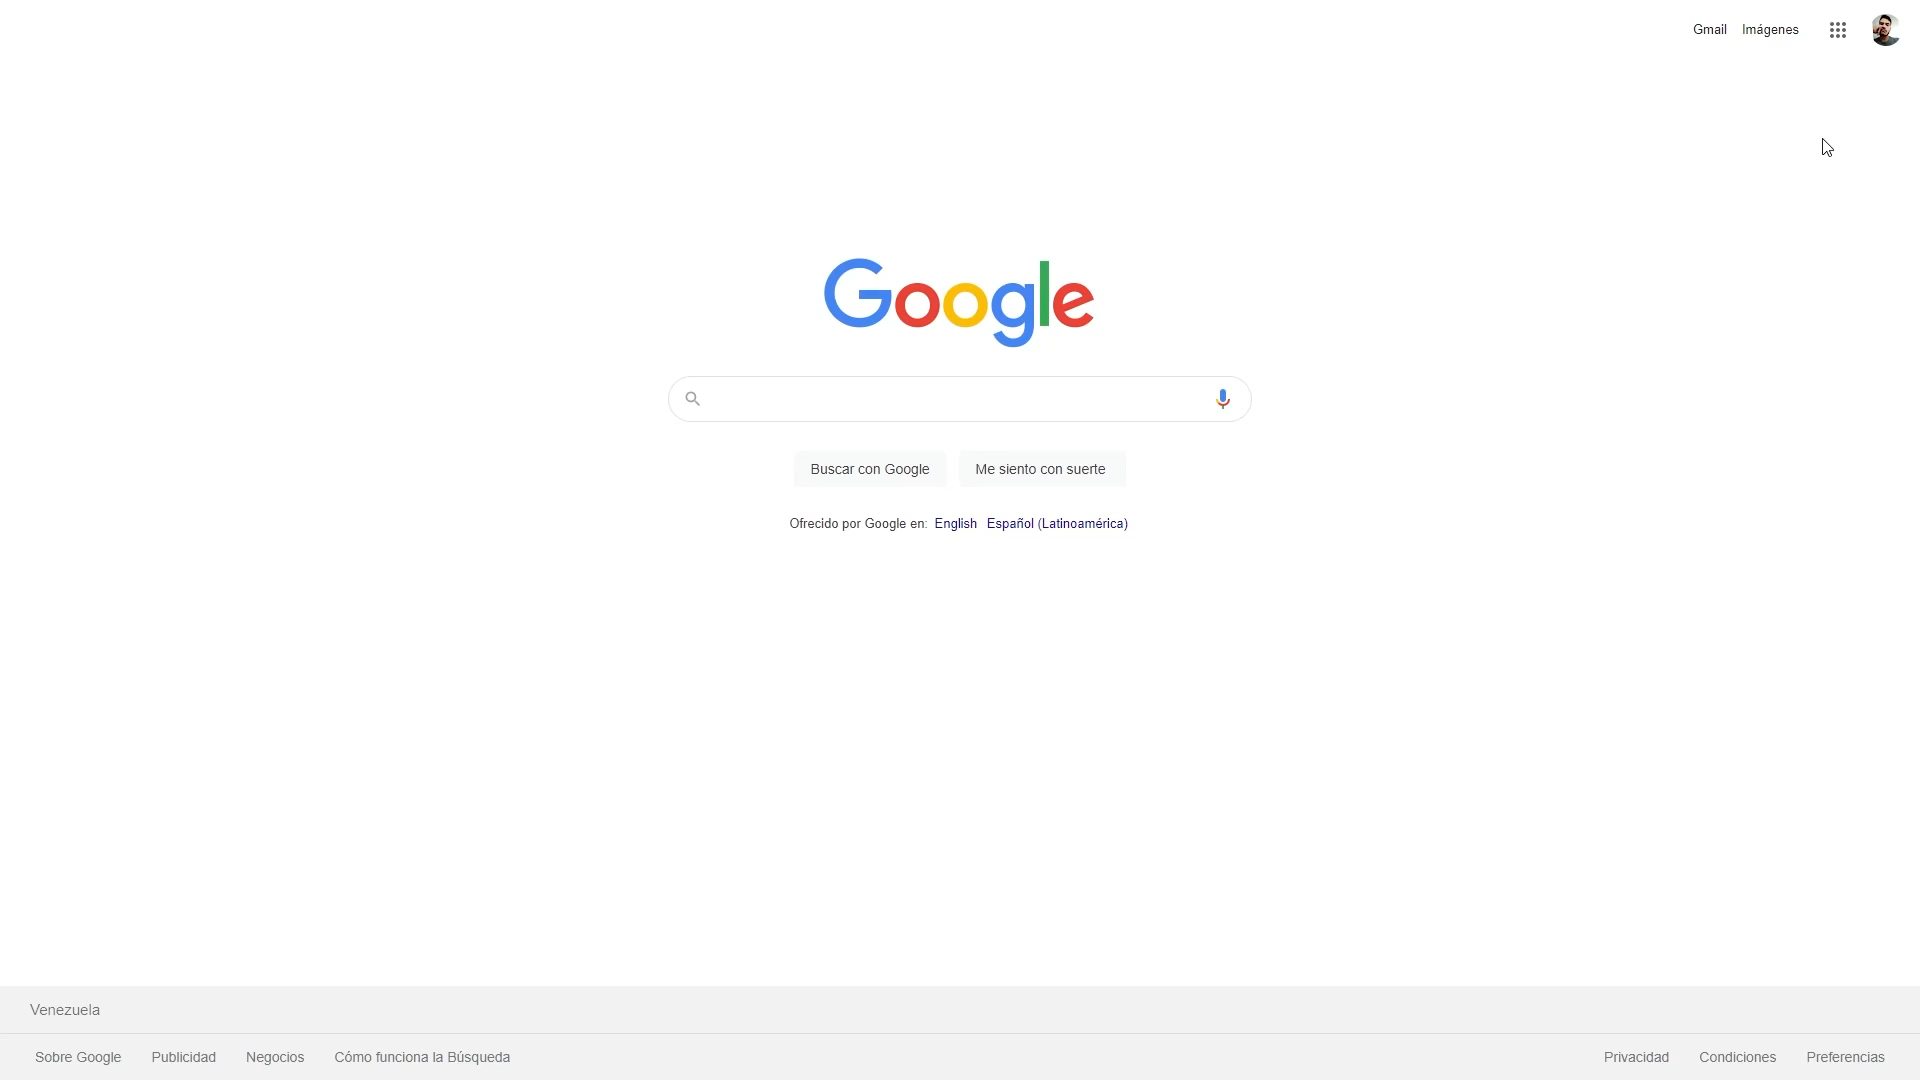 Gmail Imágenes
Google
Buscar con Google Me siento con suerte
Ofrecido por Google en: English Español (Latinoamérica)
Venezuela
Sobre Google Publicidad Negocios Cómo funciona la Búsqueda Privacidad Condiciones Preferencias